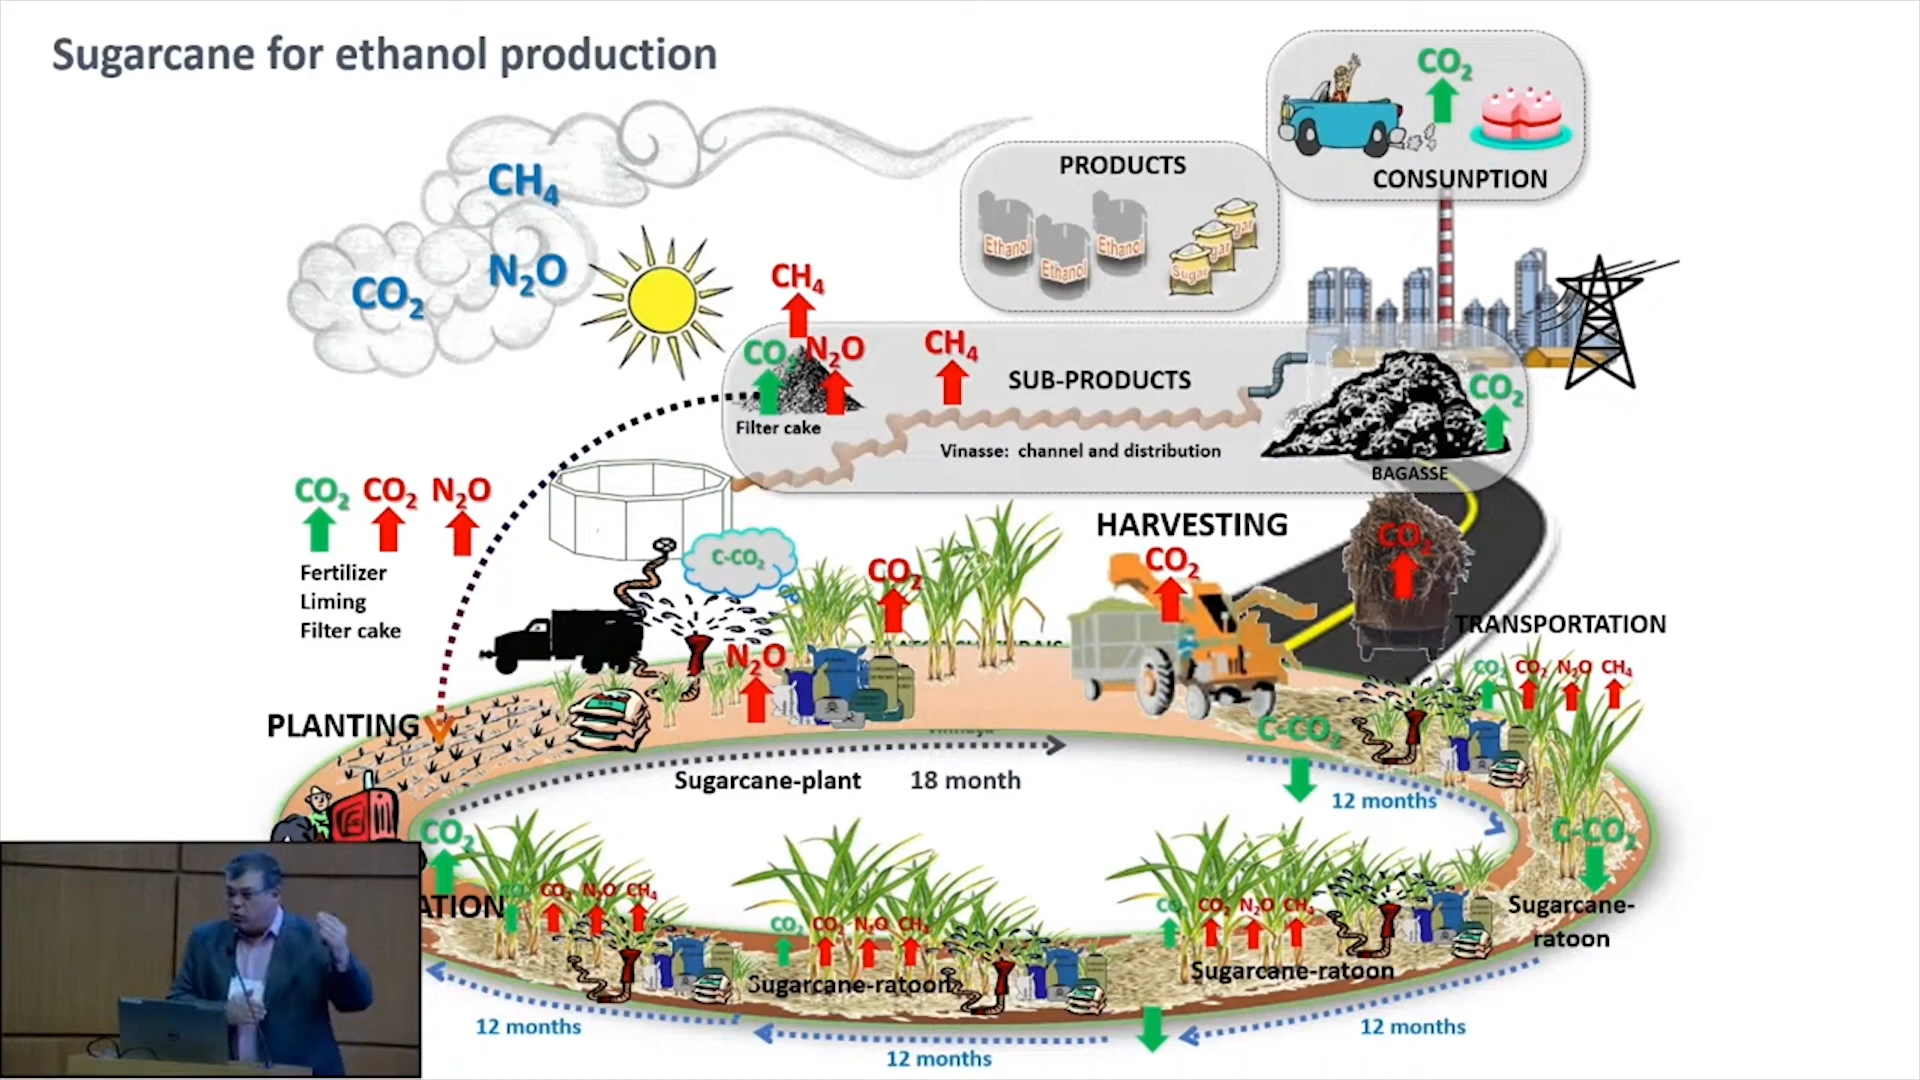 Sugarcane for ethanol production
CO₂
CONSUNPTION
PRODUCTS
Ethanol
Ethanol
Ethanol
Sugar
gar
gar
CH₄
N₂O
CO₂
CH₄
CO₂
N₂O
CH₄
SUB-PRODUCTS
CO₂
Filter cake
Vinasse: channel and distribution
BAGASSE
CO₂ CO₂ N₂O
Fertilizer
Liming
Filter cake
C-CO₂
CO₂
HARVESTING
CO₂
CO₂
TRANSPORTATION
N₂O
CO₂ CO₂ N₂O CH₄
PLANTING
C-CO₂
Sugarcane-plant 18 month
12 months
CO₂
C-CO₂
ATION
CO₂ N₂O CH₄
CO₂ CO₂ N₂O CH₄
CO₂ N₂O CH₄
Sugarcane-
ratoon
Sugarcane-ratoon
Sugarcane-ratoon
12 months
12 months
12 months